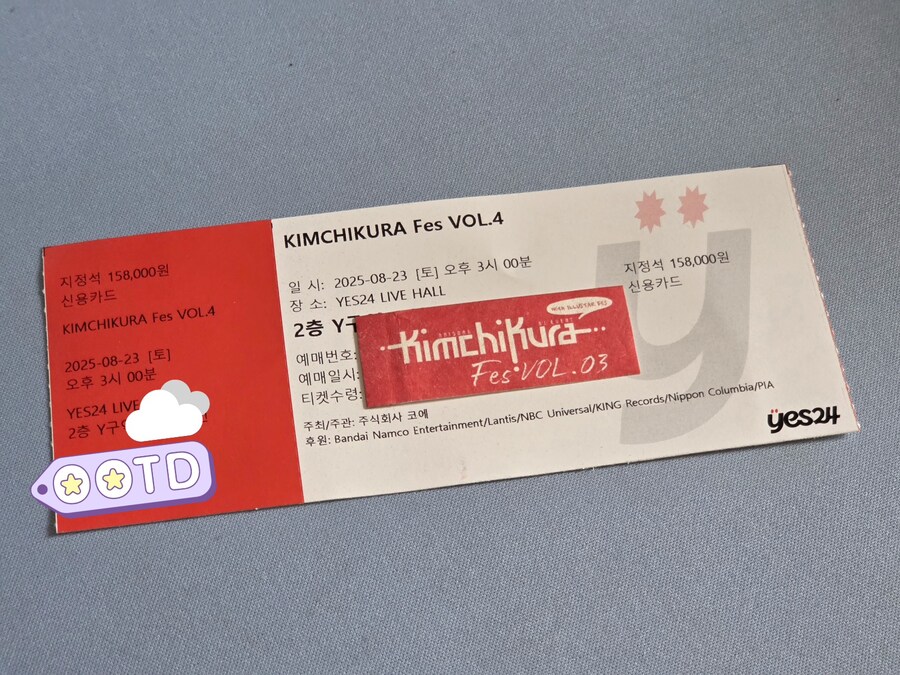 지정석 158,000원
신용카드
KIMCHIKURA Fes VOL.4
2025-08-23 [토]
오후 3시 00분
YES24 LIVE
2층 Y구
OOTD
KIMCHIKURA Fes VOL.4
일 시: 2025-08-23 [토] 오후 3시 00분
장 소: YES24 LIVE HALL
2층 Y구
예매번호:
예매일시:
티켓수령:
주최/주관: 주식회사 코에
후원: Bandai Namco Entertainment/Lantis/NBC Universal/KING Records/Nippon Columbia/PIA
KimchiKura
Fes·VOL.03
지정석 158,000원
신용카드
yes24